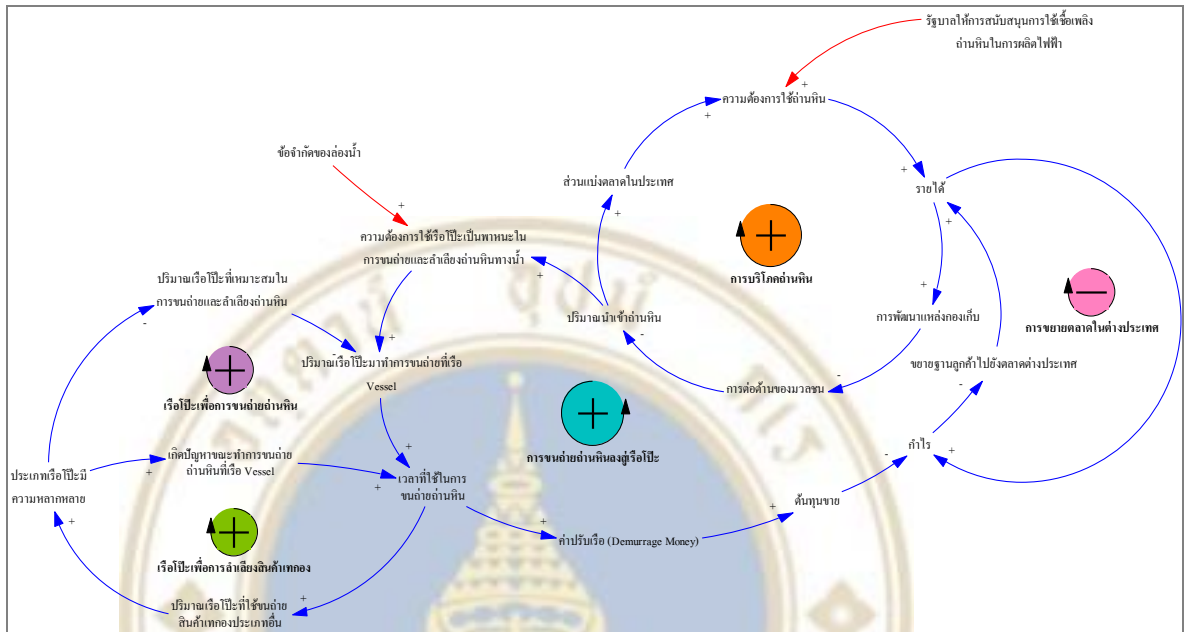 รัฐบาลให้การสนับสนุนการใช้เชื้อเพลิง
ถ่านหินในการผลิตไฟฟ้า
+
ความต้องการใช้ถ่านหิน
+
ข้อจำกัดของล่องน้ำ
+
รายได้
ส่วนแบ่งตลาดในประเทศ
+
+
+
ความต้องการใช้เรือโป๊ะเป็นพาหนะใน
การขนถ่ายและลำเลียงถ่านหินทางน้ำ
+
การบริโภคถ่านหิน
ปริมาณเรือโป๊ะที่เหมาะสมใน
การขนถ่ายและลำเลียงถ่านหิน
-
+
ปริมาณนำเข้าถ่านหิน
-
+
การพัฒนาแหล่งกองเก็บ
การขยายตลาดในต่างประเทศ
+
-
ปริมาณเรือโป๊ะมาทำการขนถ่ายที่เรือ
Vessel
ขยายฐานลูกค้าไปยังตลาดต่างประเทศ
-
-
การต่อต้านของมวลชน
เรือโป๊ะเพื่อการขนถ่ายถ่านหิน
การขนถ่ายถ่านหินลงสู่เรือโป๊ะ
กำไร
-
+
เกิดปัญหาขณะทำการขนถ่าย
ถ่านหินที่เรือ Vessel
+
+
+
ประเภทเรือโป๊ะมี
ความหลากหลาย
+
เวลาที่ใช้ในการ
ขนถ่ายถ่านหิน
ต้นทุนขาย
+
+
ค่าปรับเรือ (Demurrage Money)
เรือโป๊ะเพื่อการลำเลียงสินค้าเทกอง
+
ปริมาณเรือโป๊ะที่ใช้ขนถ่าย
สินค้าเทกองประเภทอื่น